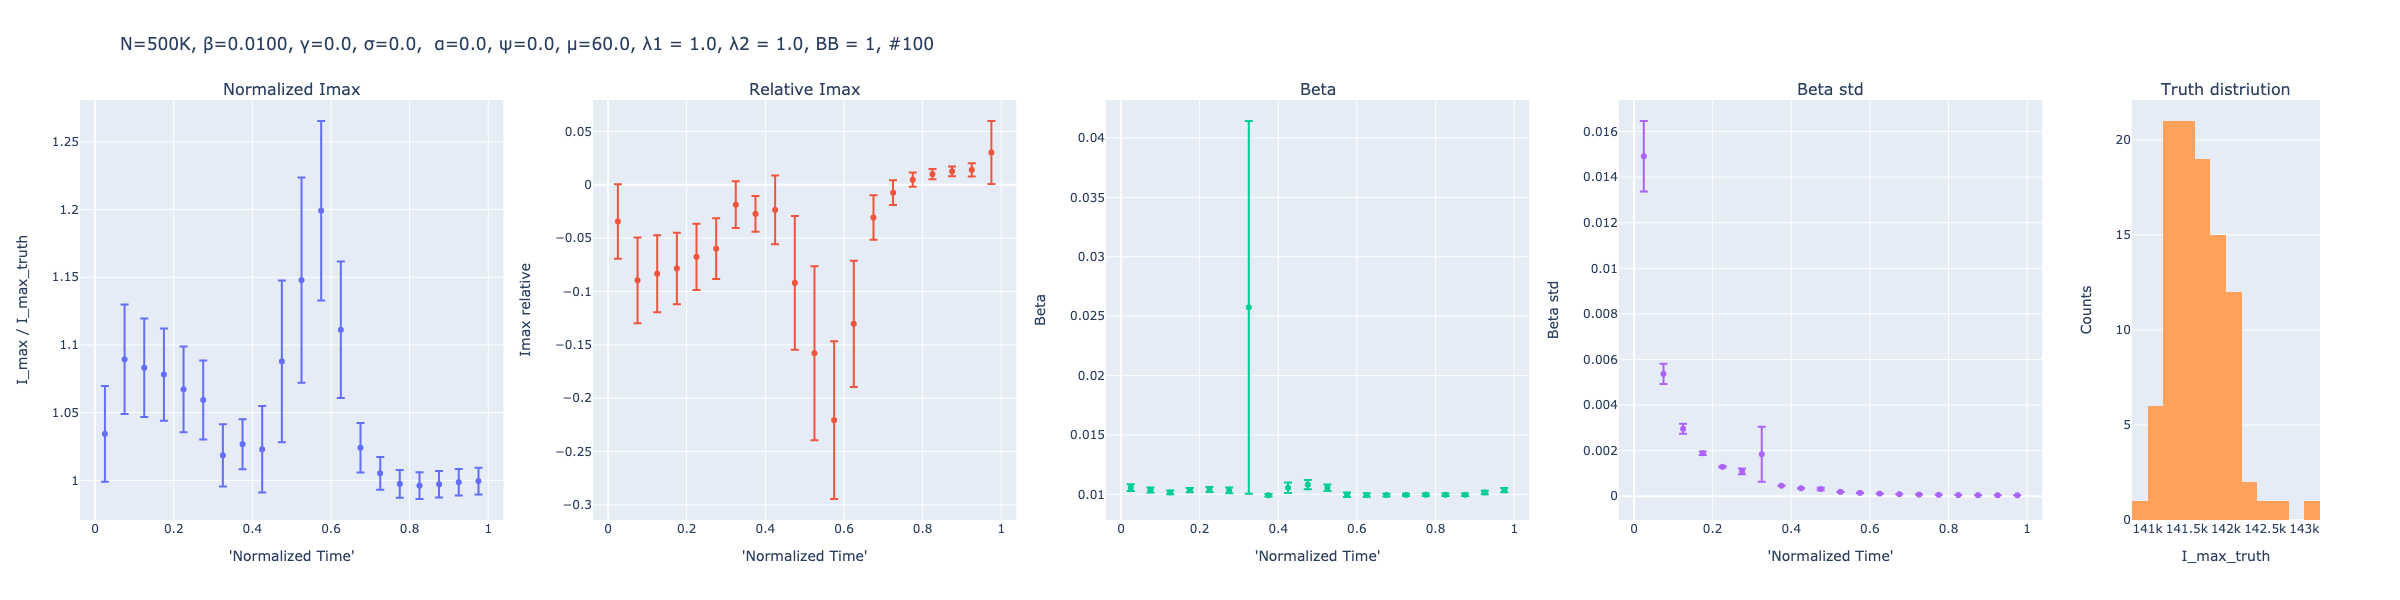 N=500K, β=0.0100, γ=0.0, σ=0.0,  α=0.0, ψ=0.0, μ=60.0, λ1 = 1.0, λ2 = 1.0, BB = 1, #100
Normalized Imax
I_max / I_max_truth
1.25
1.2
1.15
1.1
1.05
1
0 0.2 0.4 0.6 0.8 1
'Normalized Time'
Relative Imax
Imax relative
0.05
0
−0.05
−0.1
−0.15
−0.2
−0.25
−0.3
0 0.2 0.4 0.6 0.8 1
'Normalized Time'
Beta
Beta
0.04
0.035
0.03
0.025
0.02
0.015
0.01
0 0.2 0.4 0.6 0.8 1
'Normalized Time'
Beta std
Beta std
0.016
0.014
0.012
0.01
0.008
0.006
0.004
0.002
0
0 0.2 0.4 0.6 0.8 1
'Normalized Time'
Truth distriution
Counts
20
15
10
5
0
141k 141.5k 142k 142.5k 143k
I_max_truth